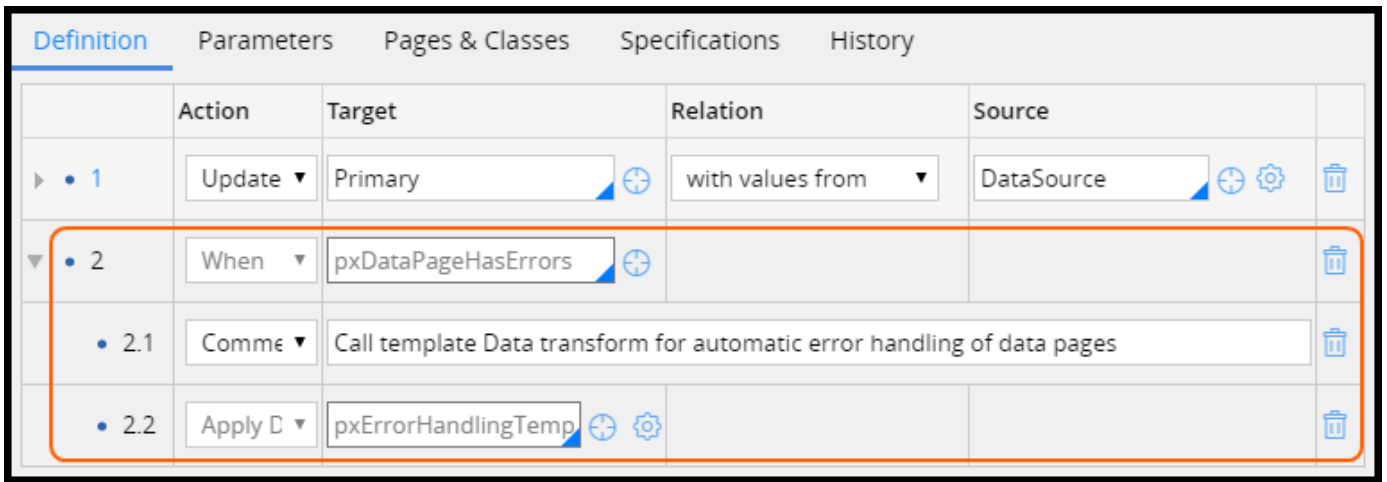 Definition Parameters Pages & Classes Specifications History
Action Target Relation Source
1 Update Primary with values from DataSource
2 When pxDataPageHasErrors
2.1 Comme Call template Data transform for automatic error handling of data pages
2.2 Apply D pxErrorHandlingTemp